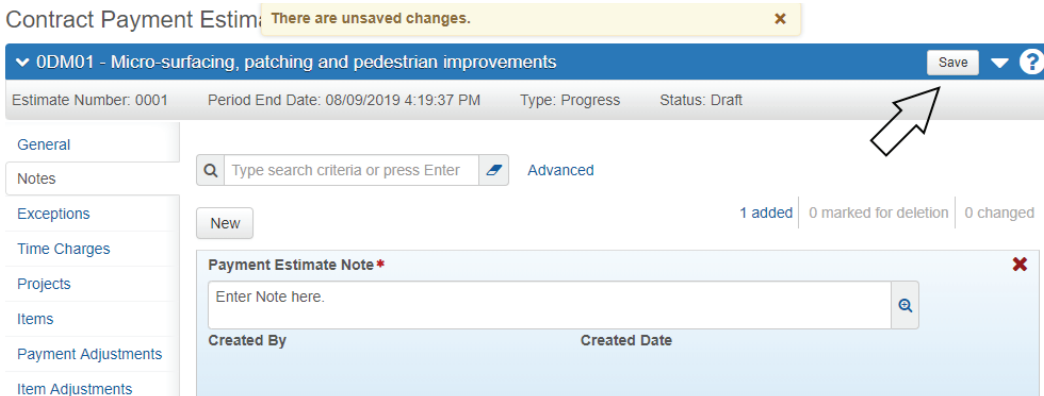 Contract Payment Estima
There are unsaved changes.
0DM01 - Micro-surfacing, patching and pedestrian improvements
Save
Estimate Number: 0001 Period End Date: 08/09/2019 4:19:37 PM Type: Progress Status: Draft
General
Notes
Exceptions
Time Charges
Projects
Items
Payment Adjustments
Item Adjustments
Type search criteria or press Enter
Advanced
New
1 added 0 marked for deletion 0 changed
Payment Estimate Note*
Enter Note here.
Created By Created Date